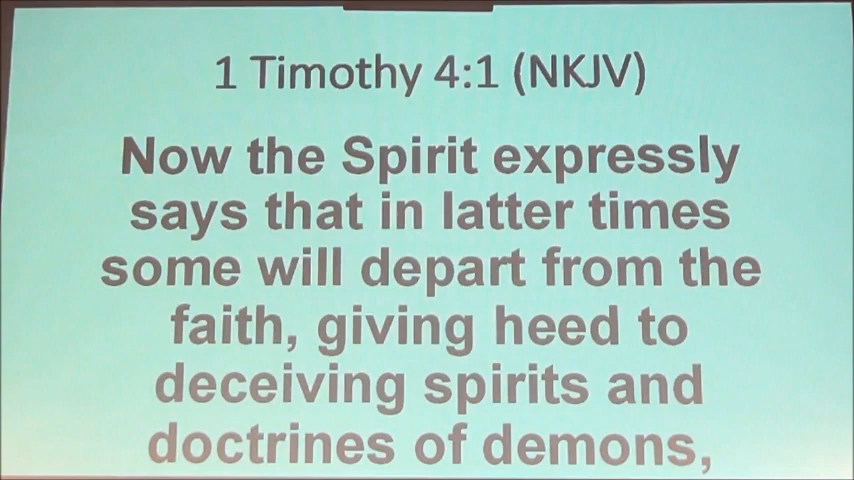 1 Timothy 4:1 (NKJV)
Now the Spirit expressly
says that in latter times
some will depart from the
faith, giving heed to
deceiving spirits and
doctrines of demons,